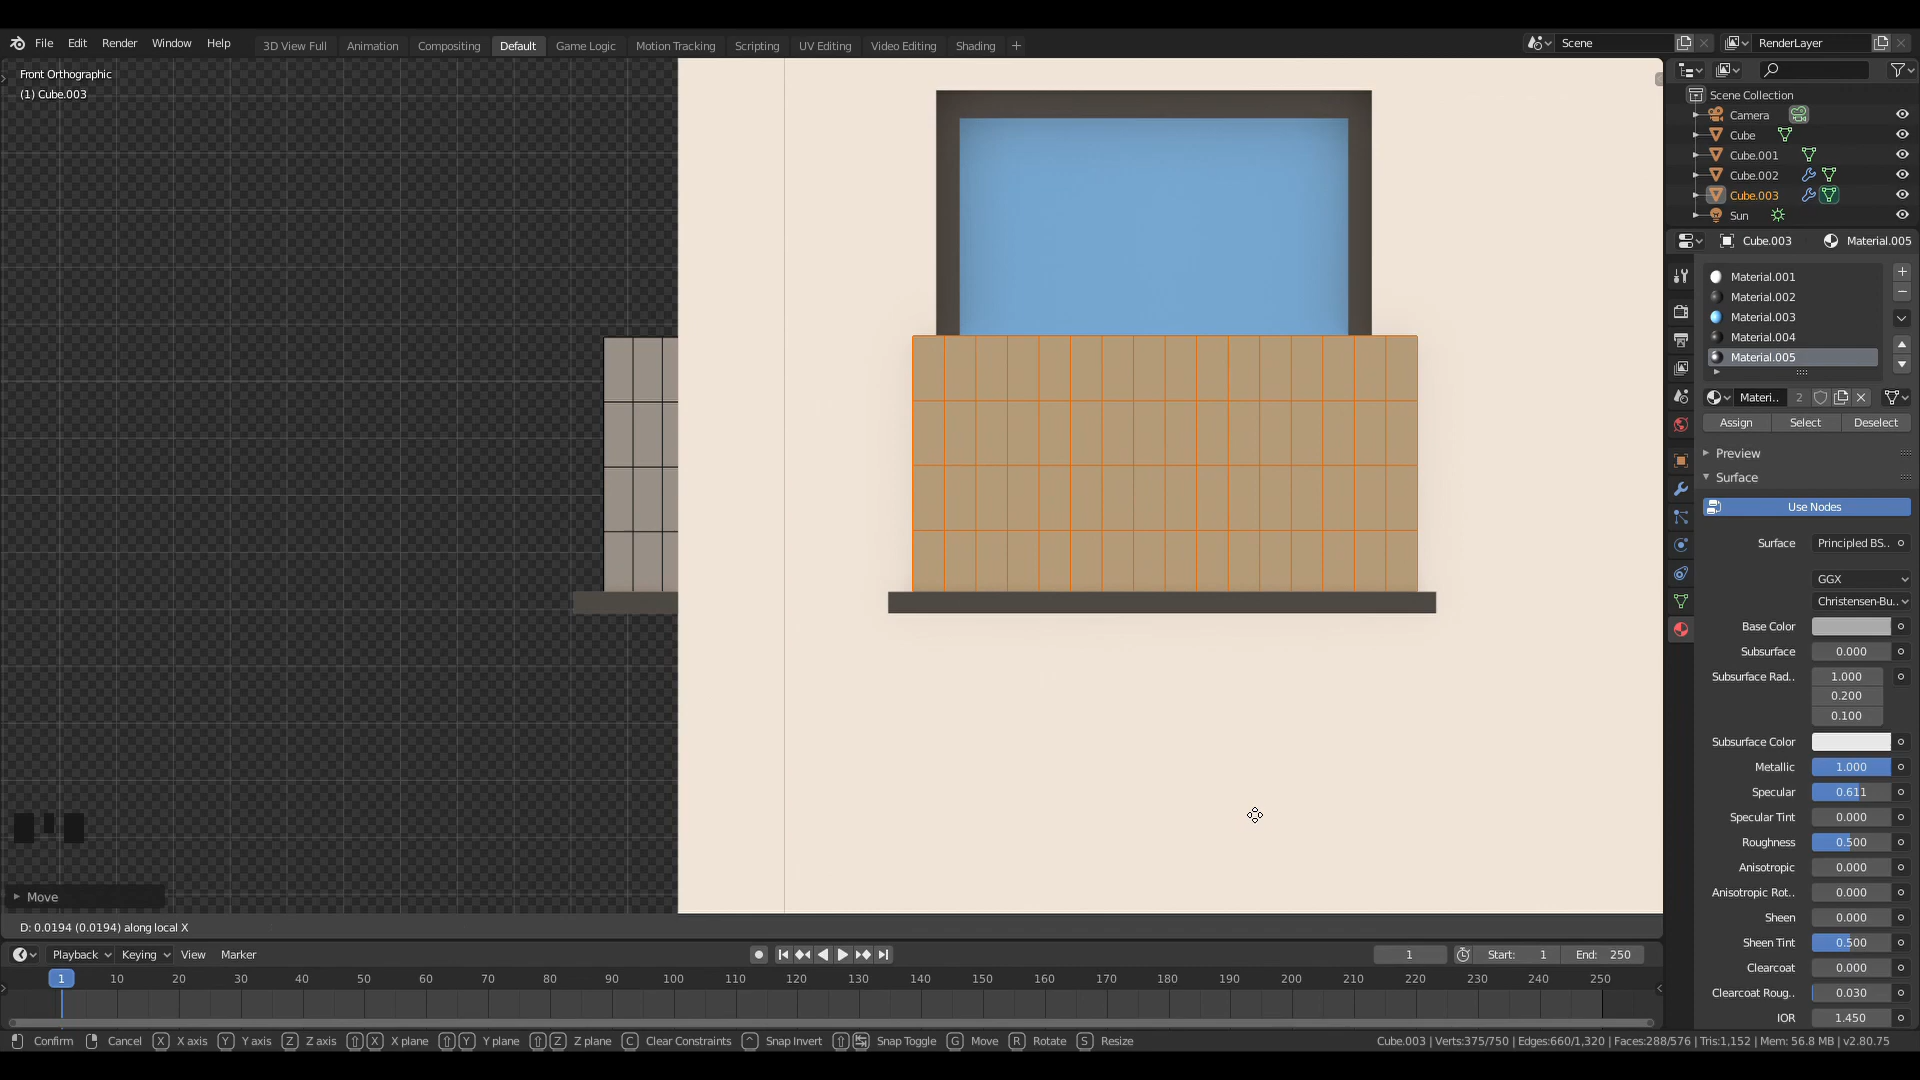 File Edit Render Window Help 3D View Full Animation Compositing Default Game Logic Motion Tracking Scripting UV Editing Video Editing Shading + Scene RenderLayer
Front Orthographic
(1) Cube.003
Scene Collection
Camera
Cube
Cube.001
Cube.002
Cube.003
Sun
Cube.003 Material.005
Material.001
Material.002
Material.003
Material.004
Material.005
Materi.. 2
Assign Select Deselect
Preview
Surface
Use Nodes
Surface Principled BS..
GGX
Christensen-Bu..
Base Color
Subsurface 0.000
Subsurface Rad.. 1.000
0.200
0.100
Subsurface Color
Metallic 1.000
Specular 0.611
Specular Tint 0.000
Roughness 0.500
Anisotropic 0.000
Anisotropic Rot.. 0.000
Sheen 0.000
Sheen Tint 0.500
Clearcoat 0.000
Clearcoat Roug.. 0.030
IOR 1.450
Move
D: 0.0194 (0.0194) along local X
Playback Keying View Marker 1 Start: 1 End: 250
1 10 20 30 40 50 60 70 80 90 100 110 120 130 140 150 160 170 180 190 200 210 220 230 240 250
Confirm Cancel X X axis Y Y axis Z Z axis X X plane Y Y plane Z Z plane C Clear Constraints Snap Invert Snap Toggle G Move R Rotate S Resize Cube.003 | Verts:375/750 | Edges:660/1,320 | Faces:288/576 | Tris:1,152 | Mem: 56.8 MB | v2.80.75